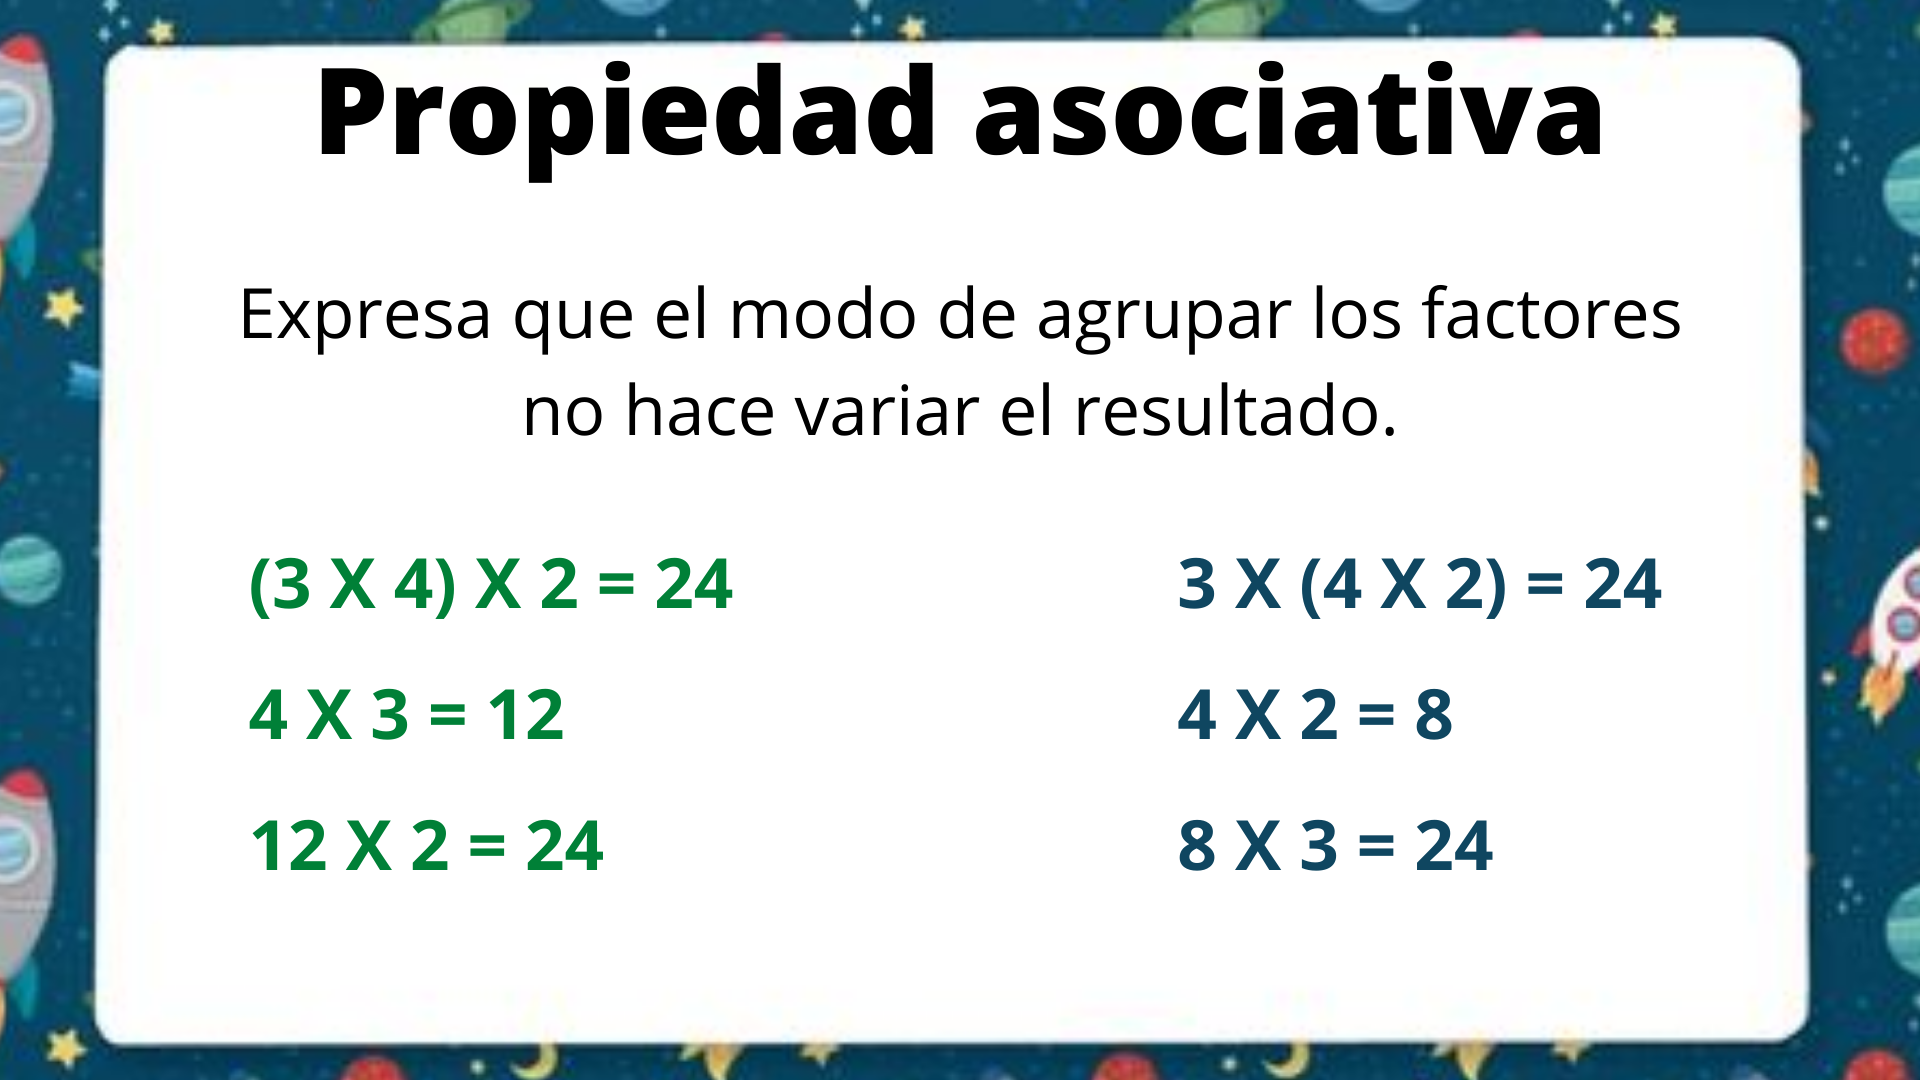 Propiedad asociativa
Expresa que el modo de agrupar los factores
no hace variar el resultado.
(3 X 4) X 2 = 24
4 X 3 = 12
12 X 2 = 24
3 X (4 X 2) = 24
4 X 2 = 8
8 X 3 = 24